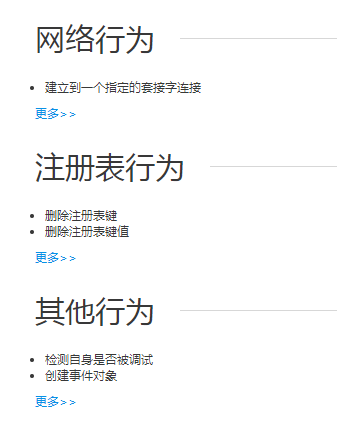 网络行为
建立到一个指定的套接字连接
更多>>
注册表行为
删除注册表键
删除注册表键值
更多>>
其他行为
检测自身是否被调试
创建事件对象
更多>>